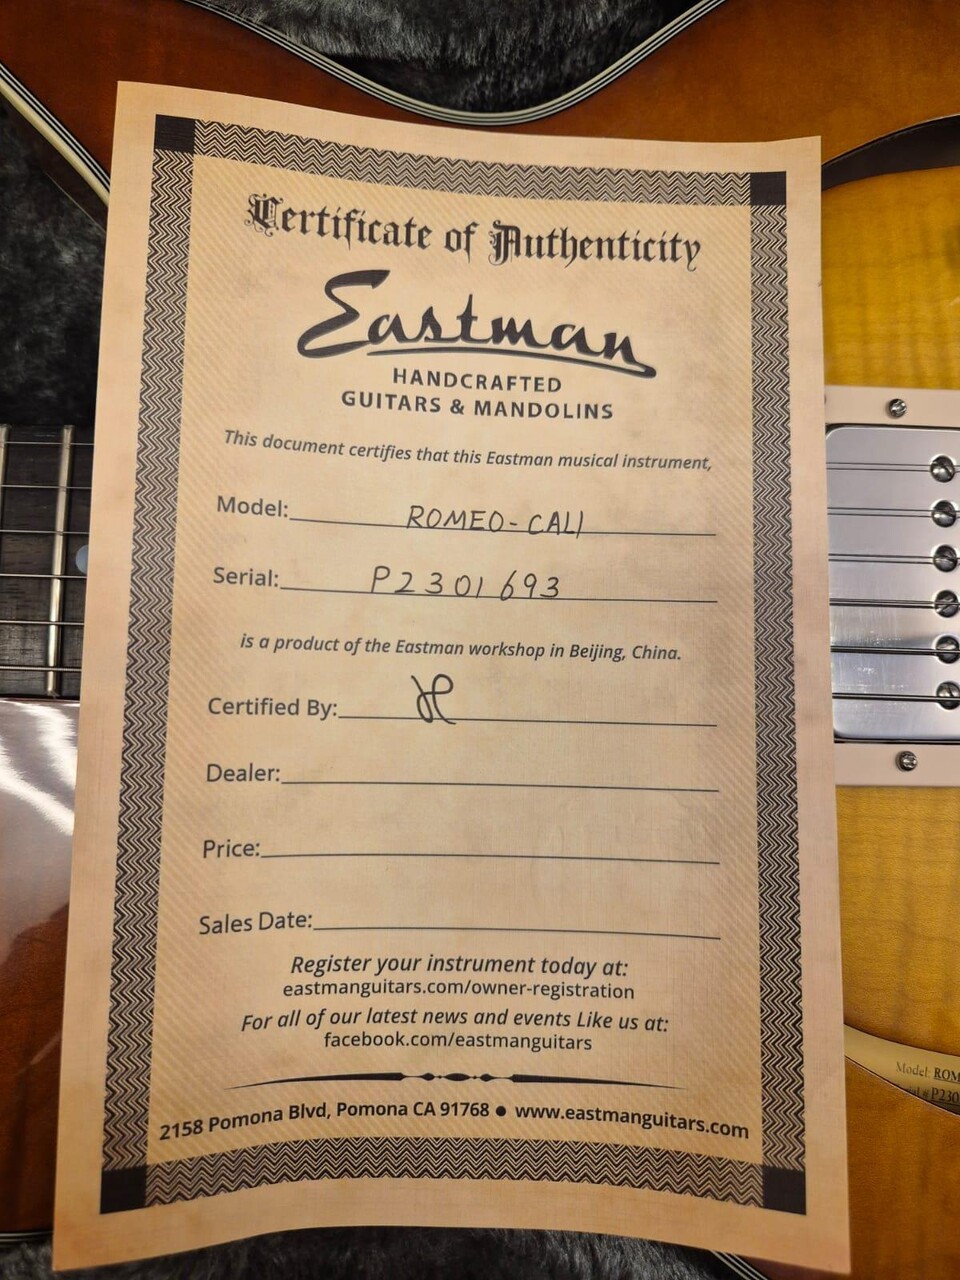 Certificate of Authenticity
Eastman
HANDCRAFTED
GUITARS & MANDOLINS
This document certifies that this Eastman musical instrument,
Model: ROMEO-CALI
Serial: P2301693
is a product of the Eastman workshop in Beijing, China.
Certified By:
Dealer:
Price:
Sales Date:
Register your instrument today at:
eastmanguitars.com/owner-registration
For all of our latest news and events Like us at:
facebook.com/eastmanguitars
2158 Pomona Blvd, Pomona CA 91768 ● www.eastmanguitars.com
Model: ROM
P230